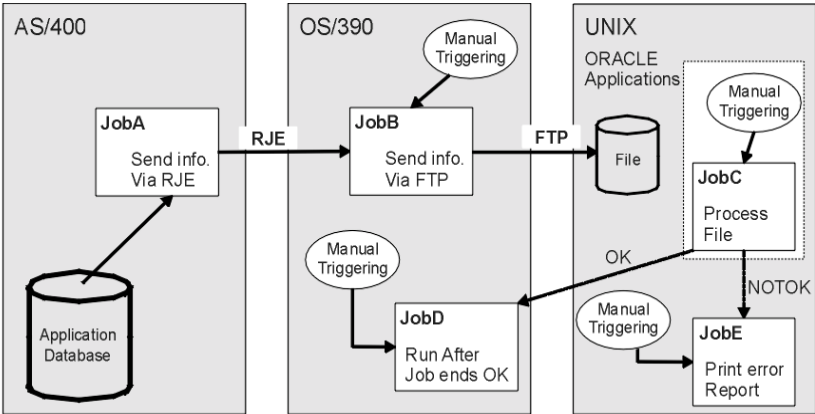 AS/400
JobA
Send info.
Via RJE
Application
Database
RJE
OS/390
Manual
Triggering
JobB
Send info.
Via FTP
Manual
Triggering
JobD
Run After
Job ends OK
FTP
UNIX
ORACLE
Applications
File
Manual
Triggering
JobC
Process
File
OK
NOTOK
Manual
Triggering
JobE
Print error
Report